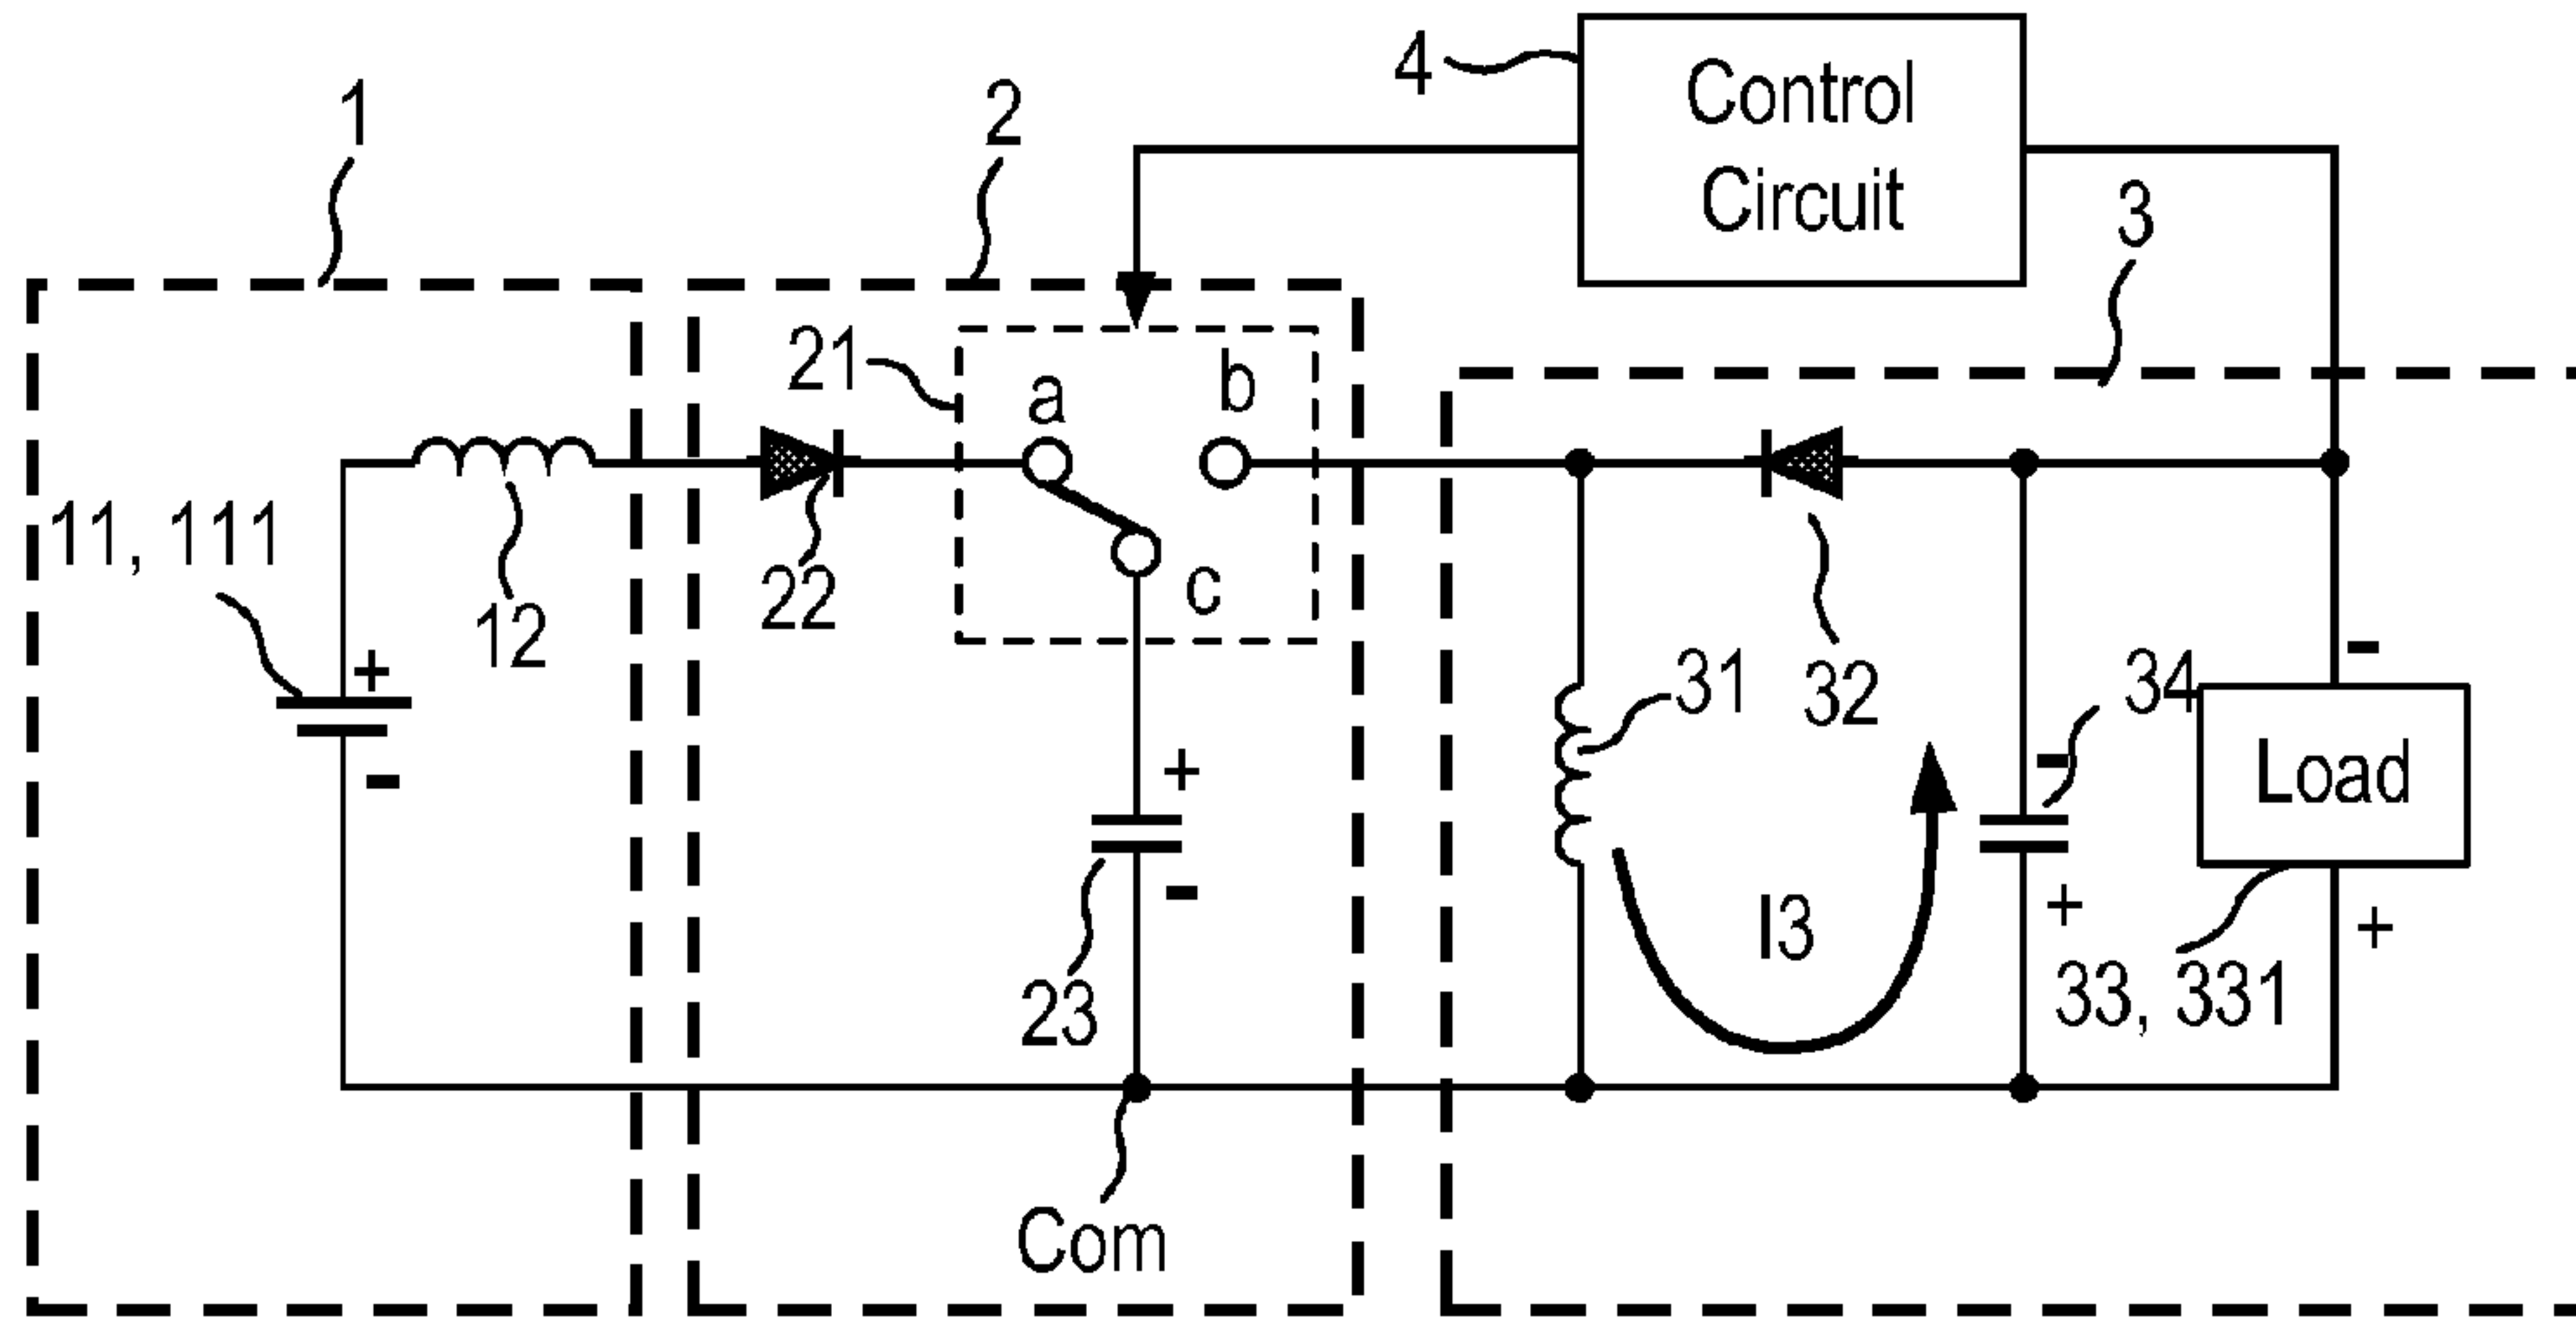 4
Control
Circuit
1
2
3
21
a
b
c
11, 111
12
22
+
-
31
32
34
-
-
Load
+
-
23
I3
+
+
33, 331
Com